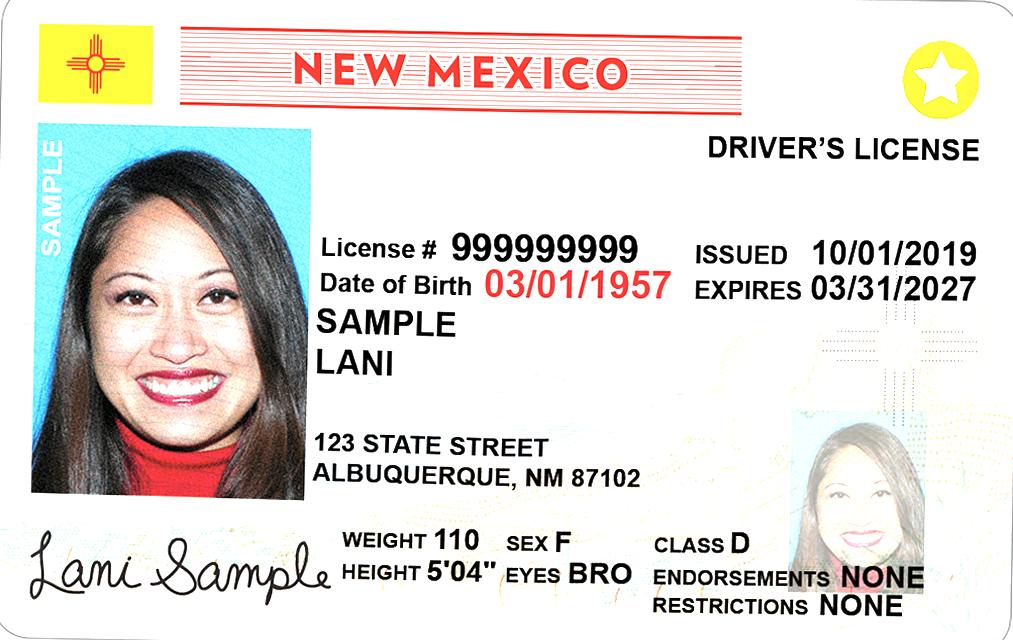 NEW MEXICO
DRIVER'S LICENSE
SAMPLE
License # 999999999
Date of Birth 03/01/1957
ISSUED 10/01/2019
EXPIRES 03/31/2027
SAMPLE
LANI
123 STATE STREET
ALBUQUERQUE, NM 87102
Lani Sample
WEIGHT 110 SEX F
HEIGHT 5'04" EYES BRO
CLASS D
ENDORSEMENTS NONE
RESTRICTIONS NONE